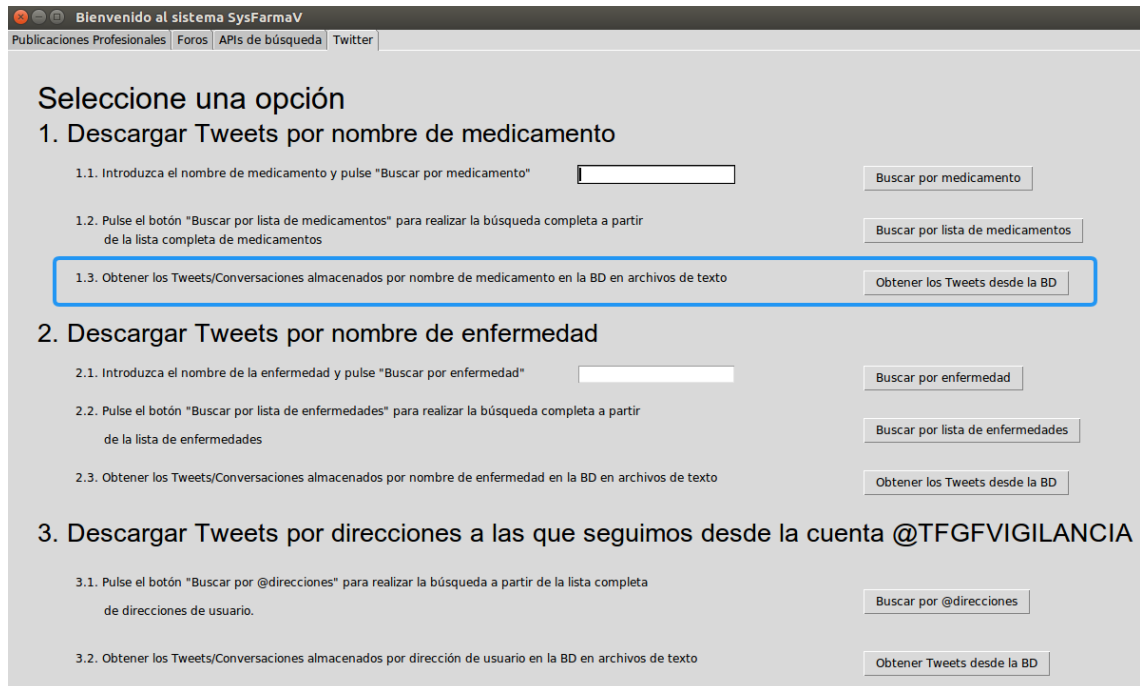 Bienvenido al sistema SysFarmaV
Publicaciones Profesionales Foros APIs de búsqueda Twitter
Seleccione una opción
1. Descargar Tweets por nombre de medicamento
1.1. Introduzca el nombre de medicamento y pulse "Buscar por medicamento"
Buscar por medicamento
1.2. Pulse el botón "Buscar por lista de medicamentos" para realizar la búsqueda completa a partir
de la lista completa de medicamentos
Buscar por lista de medicamentos
1.3. Obtener los Tweets/Conversaciones almacenados por nombre de medicamento en la BD en archivos de texto
Obtener los Tweets desde la BD
2. Descargar Tweets por nombre de enfermedad
2.1. Introduzca el nombre de la enfermedad y pulse "Buscar por enfermedad"
Buscar por enfermedad
2.2. Pulse el botón "Buscar por lista de enfermedades" para realizar la búsqueda completa a partir
de la lista de enfermedades
Buscar por lista de enfermedades
2.3. Obtener los Tweets/Conversaciones almacenados por nombre de enfermedad en la BD en archivos de texto
Obtener los Tweets desde la BD
3. Descargar Tweets por direcciones a las que seguimos desde la cuenta @TFGFVIGILANCIA
3.1. Pulse el botón "Buscar por @direcciones" para realizar la búsqueda a partir de la lista completa
de direcciones de usuario.
Buscar por @direcciones
3.2. Obtener los Tweets/Conversaciones almacenados por dirección de usuario en la BD en archivos de texto
Obtener Tweets desde la BD